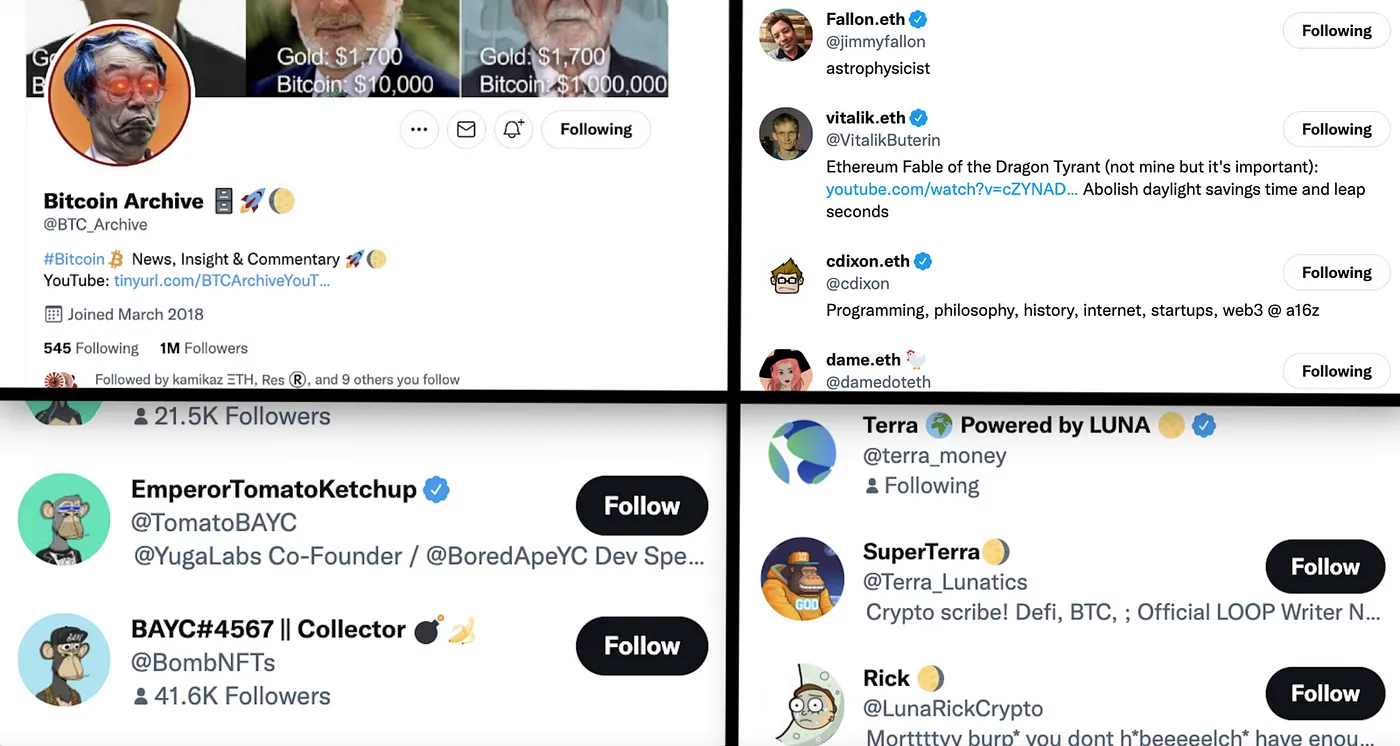 Gold: $1,700
Bitcoin: $10,000
Gold: $1,700
Bitcoin: $1,000,000
Following
Bitcoin Archive 🗄️🚀🌔
@BTC_Archive
#Bitcoin News, Insight & Commentary 🚀🌔
YouTube: tinyurl.com/BTCArchiveYouT…
Joined March 2018
545 Following 1M Followers
Followed by kamikaz ΞTH, Res Ⓡ, and 9 others you follow
Fallon.eth
Following
@jimmyfallon
astrophysicist
vitalik.eth
Following
@VitalikButerin
Ethereum Fable of the Dragon Tyrant (not mine but it's important):
youtube.com/watch?v=cZYNAD… Abolish daylight savings time and leap
seconds
cdixon.eth
Following
@cdixon
Programming, philosophy, history, internet, startups, web3 @ a16z
dame.eth 🐓
Following
@damedoteth
21.5K Followers
EmperorTomatoKetchup
Follow
@TomatoBAYC
@YugaLabs Co-Founder / @BoredApeYC Dev Spe...
BAYC#4567 || Collector 💣🍌
Follow
@BombNFTs
41.6K Followers
Terra 🌍 Powered by LUNA 🌕
@terra_money
Following
SuperTerra🌖
Follow
@Terra_Lunatics
Crypto scribe! Defi, BTC, ; Official LOOP Writer N...
GOD
Rick 🌖
Follow
@LunaRickCrypto
Morttttyy burp* you dont h*beeeeelch* have enou...